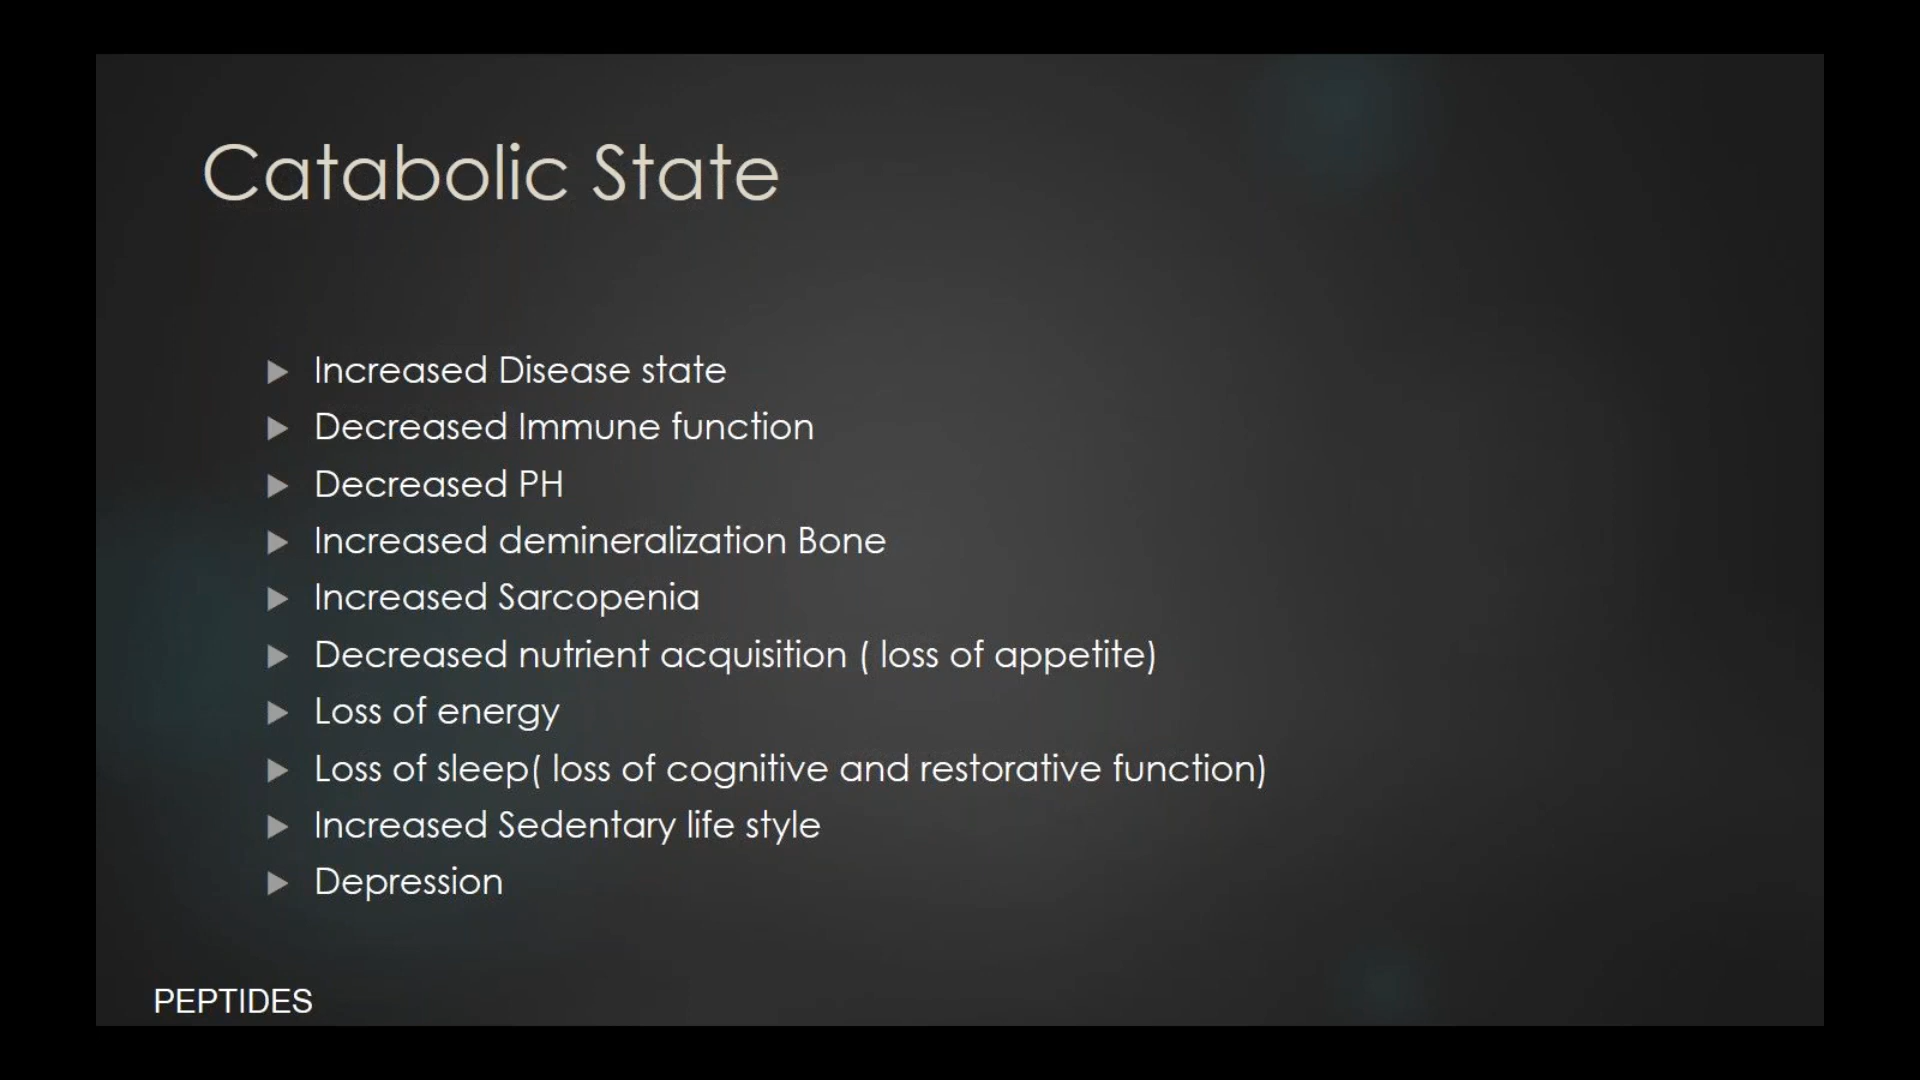 Catabolic State
Increased Disease state
Decreased Immune function
Decreased PH
Increased demineralization Bone
Increased Sarcopenia
Decreased nutrient acquisition ( loss of appetite)
Loss of energy
Loss of sleep( loss of cognitive and restorative function)
Increased Sedentary life style
Depression
PEPTIDES